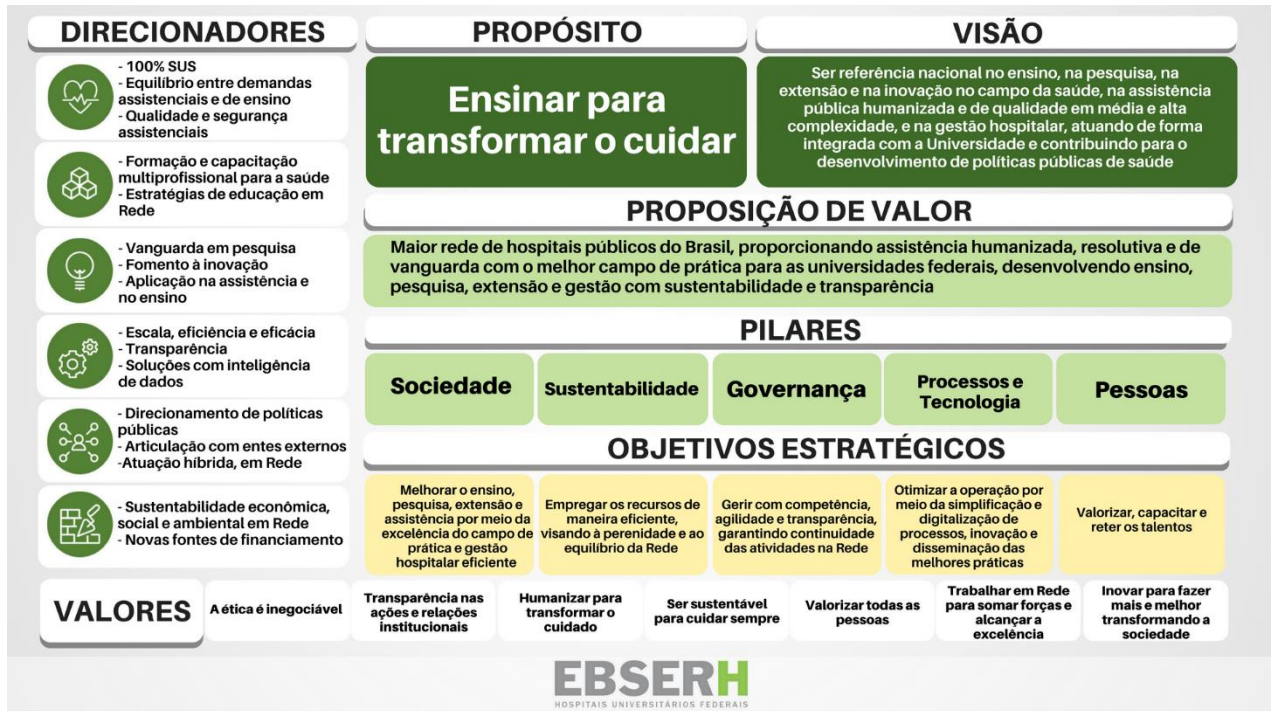 DIRECIONADORES
- 100% SUS
- Equilíbrio entre demandas
assistenciais e de ensino
- Qualidade e segurança
assistenciais
- Formação e capacitação
multiprofissional para a saúde
- Estratégias de educação em
Rede
- Vanguarda em pesquisa
- Fomento à inovação
- Aplicação na assistência e
no ensino
- Escala, eficiência e eficácia
- Transparência
- Soluções com inteligência
de dados
- Direcionamento de políticas
públicas
- Articulação com entes externos
-Atuação híbrida, em Rede
- Sustentabilidade econômica,
social e ambiental em Rede
- Novas fontes de financiamento
PROPÓSITO
Ensinar para
transformar o cuidar
VISÃO
Ser referência nacional no ensino, na pesquisa, na
extensão e na inovação no campo da saúde, na assistência
pública humanizada e de qualidade em média e alta
complexidade, e na gestão hospitalar, atuando de forma
integrada com a Universidade e contribuindo para o
desenvolvimento de políticas públicas de saúde
PROPOSIÇÃO DE VALOR
Maior rede de hospitais públicos do Brasil, proporcionando assistência humanizada, resolutiva e de
vanguarda com o melhor campo de prática para as universidades federais, desenvolvendo ensino,
pesquisa, extensão e gestão com sustentabilidade e transparência
PILARES
Sociedade
Sustentabilidade
Governança
Processos e
Tecnologia
Pessoas
OBJETIVOS ESTRATÉGICOS
Melhorar o ensino,
pesquisa, extensão e
assistência por meio da
excelência do campo de
prática e gestão
hospitalar eficiente
Empregar os recursos de
maneira eficiente,
visando à perenidade e ao
equilíbrio da Rede
Gerir com competência,
agilidade e transparência,
garantindo continuidade
das atividades na Rede
Otimizar a operação por
meio da simplificação e
digitalização de
processos, inovação e
disseminação das
melhores práticas
Valorizar, capacitar e
reter os talentos
VALORES
A ética é inegociável
Transparência nas
ações e relações
institucionais
Humanizar para
transformar o
cuidado
Ser sustentável
para cuidar sempre
Valorizar todas as
pessoas
Trabalhar em Rede
para somar forças e
alcançar a
excelência
Inovar para fazer
mais e melhor
transformando a
sociedade
EBSERH
HOSPITAIS UNIVERSITÁRIOS FEDERAIS